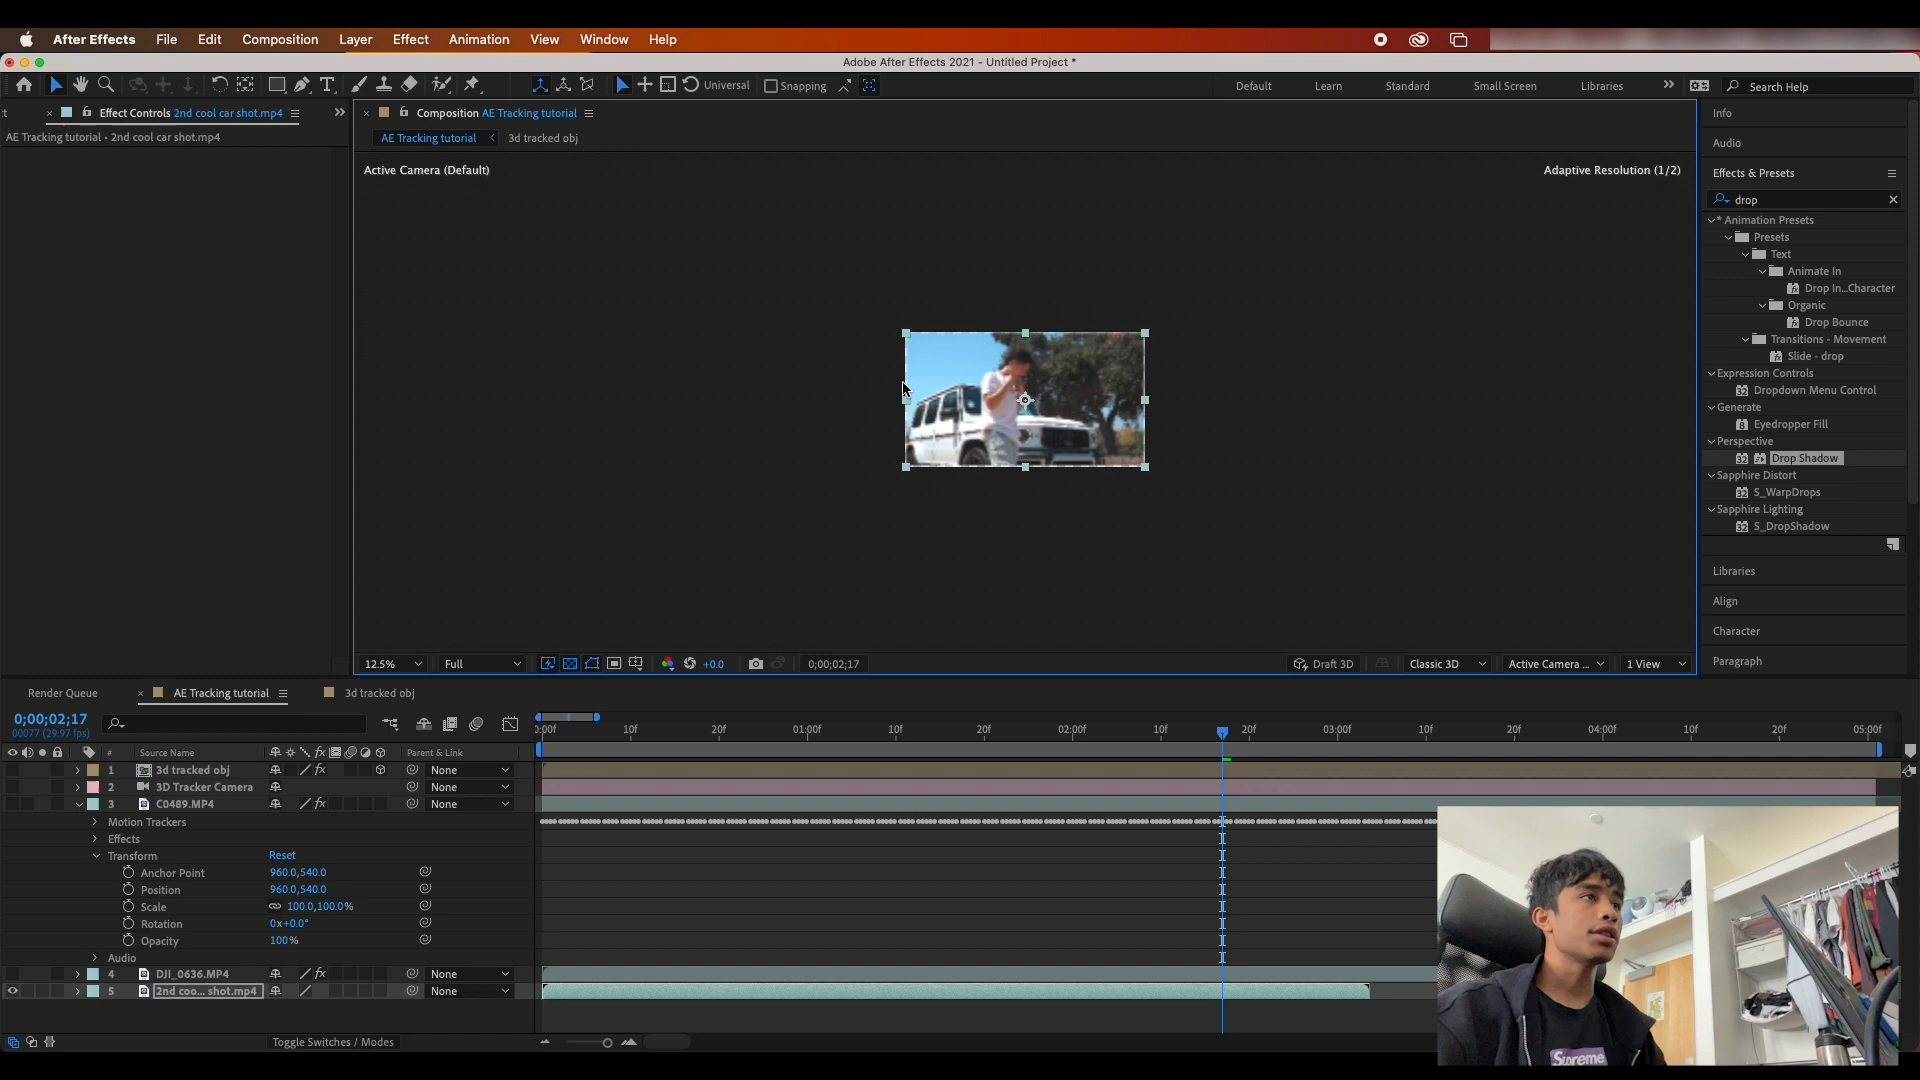 After Effects File Edit Composition Layer Effect Animation View Window Help
Adobe After Effects 2021 - Untitled Project *
Universal Snapping Default Learn Standard Small Screen Libraries Search Help
Effect Controls 2nd cool car shot.mp4
AE Tracking tutorial • 2nd cool car shot.mp4
Composition AE Tracking tutorial
AE Tracking tutorial 3d tracked obj
Active Camera (Default) Adaptive Resolution (1/2)
Info
Audio
Effects & Presets
drop
* Animation Presets
Presets
Text
Animate In
Drop In...Character
Organic
Drop Bounce
Transitions - Movement
Slide - drop
Expression Controls
Dropdown Menu Control
Generate
Eyedropper Fill
Perspective
Drop Shadow
Sapphire Distort
S_WarpDrops
Sapphire Lighting
S_DropShadow
Libraries
Align
Character
Paragraph
12.5% Full +0.0 0;00;02;17 Draft 3D Classic 3D Active Camera ... 1 View
Render Queue AE Tracking tutorial 3d tracked obj
0;00;02;17
00077 (29.97 fps)
:00f 10f 20f 01:00f 10f 20f 02:00f 10f 20f 03:00f 10f 20f 04:00f 10f 20f 05:00f
# Source Name fx Parent & Link
1 3d tracked obj fx None
2 3D Tracker Camera None
3 C0489.MP4 fx None
Motion Trackers
Effects
Transform Reset
Anchor Point 960.0,540.0
Position 960.0,540.0
Scale 100.0,100.0%
Rotation 0x+0.0°
Opacity 100%
Audio
4 DJI_0636.MP4 fx None
5 2nd coo... shot.mp4 None
Toggle Switches / Modes
Supreme